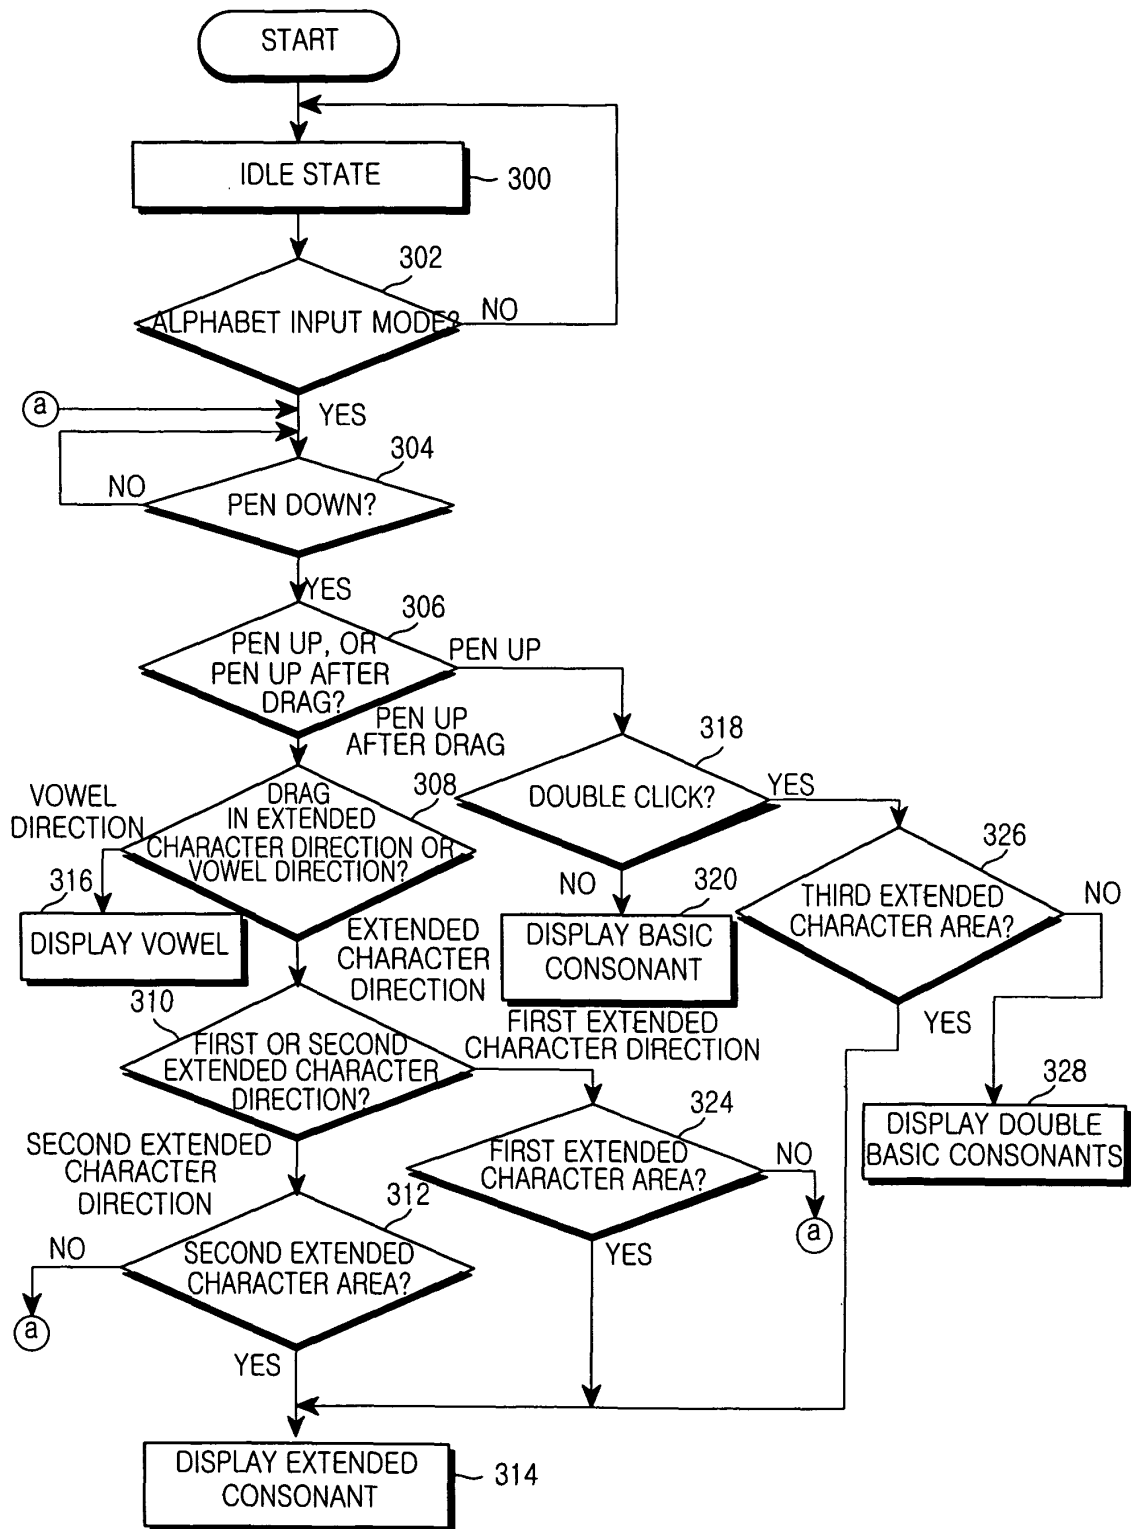 START
IDLE STATE
300
302
ALPHABET INPUT MODE?
NO
a
YES
304
NO
PEN DOWN?
YES
306
PEN UP, OR
PEN UP AFTER
DRAG?
PEN UP
PEN UP
AFTER DRAG
318
DOUBLE CLICK?
YES
308
DRAG
IN EXTENDED
CHARACTER DIRECTION OR
VOWEL DIRECTION?
VOWEL
DIRECTION
316
DISPLAY VOWEL
NO
320
DISPLAY BASIC
CONSONANT
326
THIRD EXTENDED
CHARACTER AREA?
NO
YES
EXTENDED
CHARACTER
DIRECTION
310
FIRST OR SECOND
EXTENDED CHARACTER
DIRECTION?
FIRST EXTENDED
CHARACTER DIRECTION
328
DISPLAY DOUBLE
BASIC CONSONANTS
324
FIRST EXTENDED
CHARACTER AREA?
NO
a
YES
SECOND EXTENDED
CHARACTER
DIRECTION
312
SECOND EXTENDED
CHARACTER AREA?
NO
a
YES
DISPLAY EXTENDED
CONSONANT
314